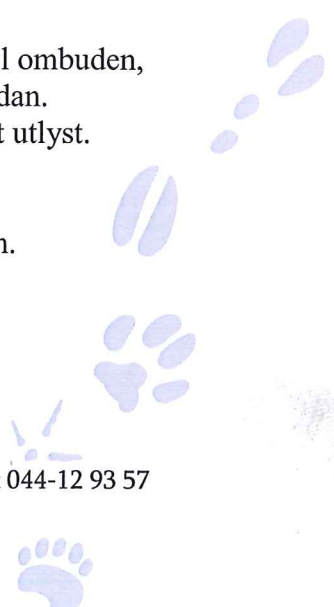 l ombuden,
dan.
t utlyst.
n.
044-12 93 57